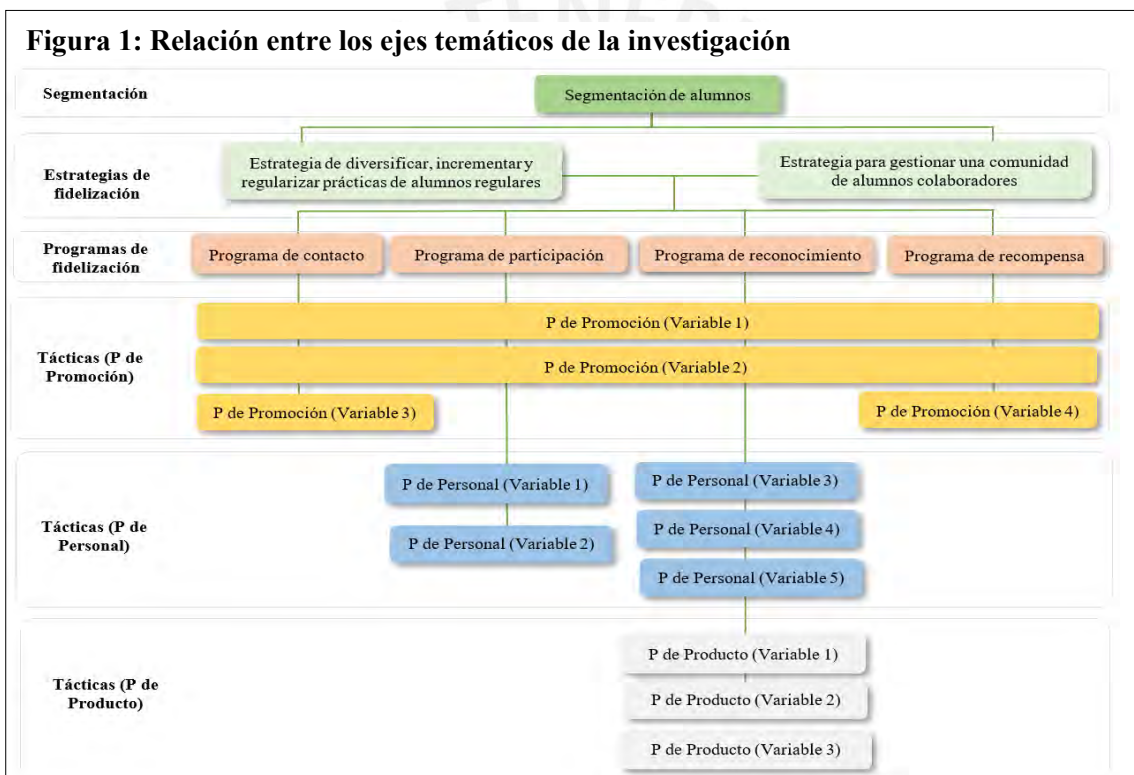 TENEB
Figura 1: Relación entre los ejes temáticos de la investigación
Segmentación
Segmentación de alumnos
Estrategias de
fidelización
Estrategia de diversificar, incrementar y
regularizar prácticas de alumnos regulares
Estrategia para gestionar una comunidad
de alumnos colaboradores
Programas de
fidelización
Programa de contacto
Programa de participación
Programa de reconocimiento
Programa de recompensa
Tácticas (P de
Promoción)
P de Promoción (Variable 1)
P de Promoción (Variable 2)
P de Promoción (Variable 3)
P de Promoción (Variable 4)
Tácticas (P de
Personal)
P de Personal (Variable 1)
P de Personal (Variable 2)
P de Personal (Variable 3)
P de Personal (Variable 4)
P de Personal (Variable 5)
Tácticas (P de
Producto)
P de Producto (Variable 1)
P de Producto (Variable 2)
P de Producto (Variable 3)